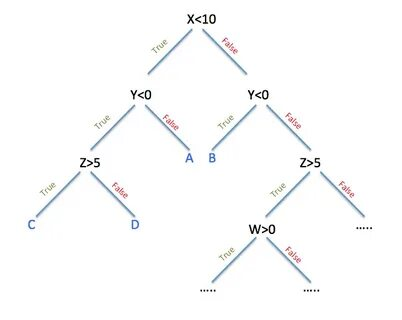 X<10
True
False
Y<0
Y<0
True
False
True
False
Z>5
A
B
Z>5
True
False
True
False
C
D
W>0
.....
True
False
.....
.....